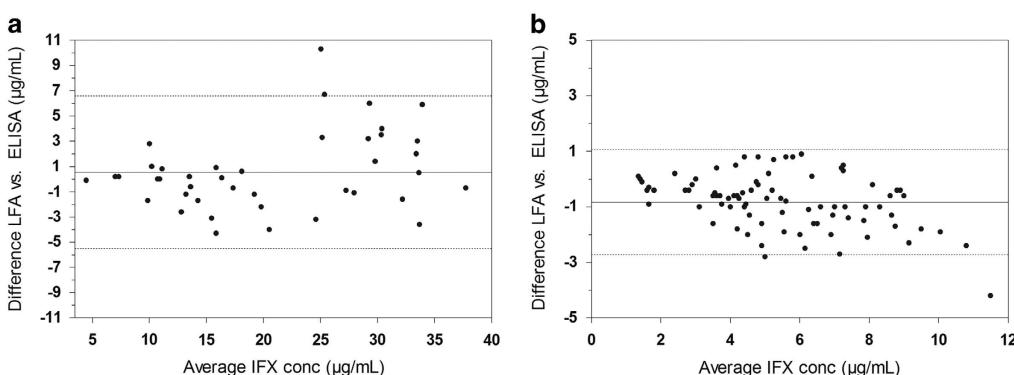 a
Difference LFA vs. ELISA (µg/mL)
11
9
7
5
3
1
-1
-3
-5
-7
-9
-11
5 10 15 20 25 30 35 40
Average IFX conc (µg/mL)
b
Difference LFA vs. ELISA (µg/mL)
5
3
1
-1
-3
-5
0 2 4 6 8 10 12
Average IFX conc (µg/mL)